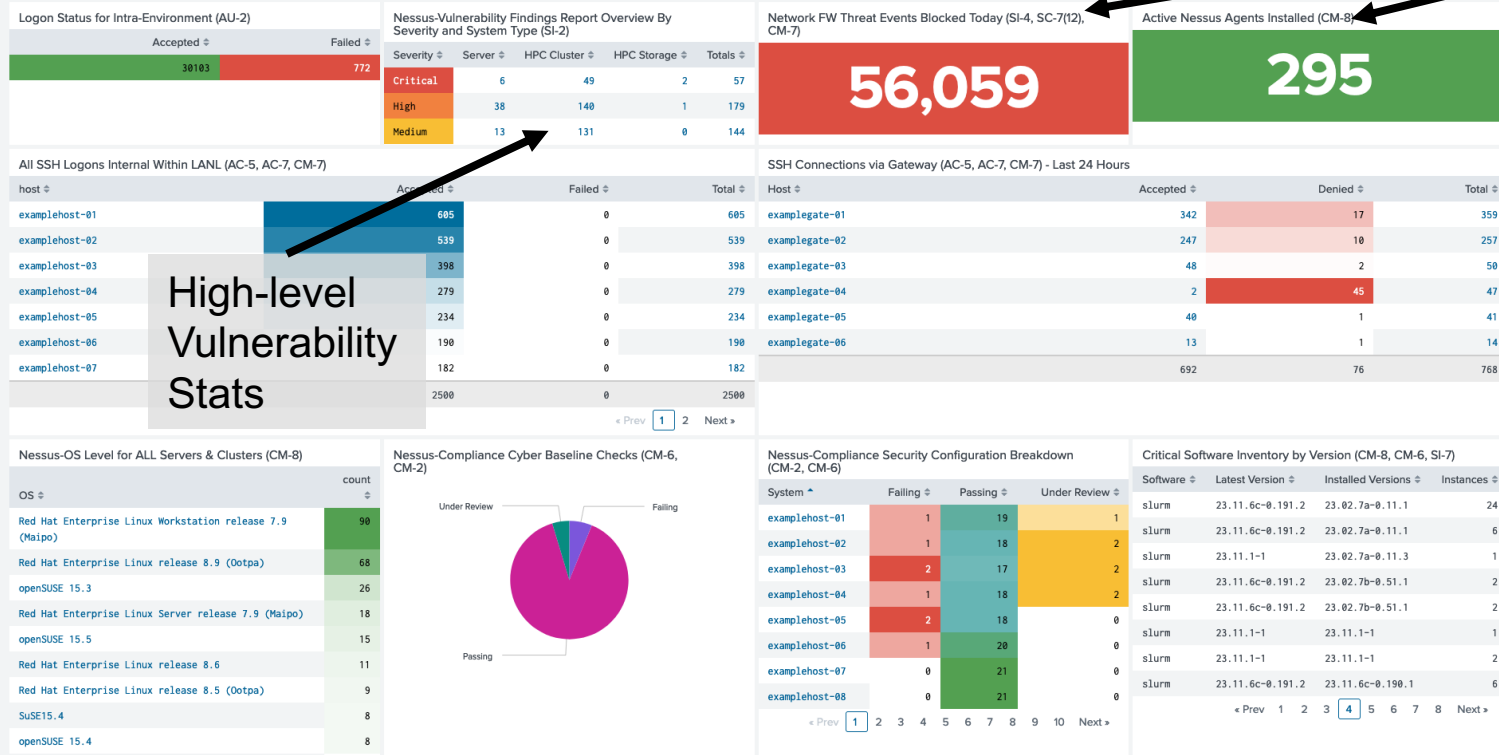 Logon Status for Intra-Environment (AU-2)
Accepted Failed
30103 772
Nessus-Vulnerability Findings Report Overview By
Severity and System Type (SI-2)
Severity Server HPC Cluster HPC Storage Totals
Critical 6 49 2 57
High 38 140 1 179
Medium 13 131 0 144
Network FW Threat Events Blocked Today (SI-4, SC-7(12),
CM-7)
56,059
Active Nessus Agents Installed (CM-8)
295
All SSH Logons Internal Within LANL (AC-5, AC-7, CM-7)
host Accepted Failed Total
examplehost-01 605 0 605
examplehost-02 539 0 539
examplehost-03 398 0 398
examplehost-04 279 0 279
examplehost-05 234 0 234
examplehost-06 190 0 190
examplehost-07 182 0 182
2500 0 2500
« Prev 1 2 Next »
High-level
Vulnerability
Stats
SSH Connections via Gateway (AC-5, AC-7, CM-7) - Last 24 Hours
Host Accepted Denied Total
examplegate-01 342 17 359
examplegate-02 247 10 257
examplegate-03 48 2 50
examplegate-04 2 45 47
examplegate-05 40 1 41
examplegate-06 13 1 14
692 76 768
Nessus-OS Level for ALL Servers & Clusters (CM-8)
OS count
Red Hat Enterprise Linux Workstation release 7.9 90
(Maipo)
Red Hat Enterprise Linux release 8.9 (Ootpa) 68
openSUSE 15.3 26
Red Hat Enterprise Linux Server release 7.9 (Maipo) 18
openSUSE 15.5 15
Red Hat Enterprise Linux release 8.6 11
Red Hat Enterprise Linux release 8.5 (Ootpa) 9
SuSE15.4 8
openSUSE 15.4 8
Nessus-Compliance Cyber Baseline Checks (CM-6,
CM-2)
Under Review Failing
Passing
Nessus-Compliance Security Configuration Breakdown
(CM-2, CM-6)
System Failing Passing Under Review
examplehost-01 1 19 1
examplehost-02 1 18 2
examplehost-03 2 17 2
examplehost-04 1 18 2
examplehost-05 2 18 0
examplehost-06 1 20 0
examplehost-07 0 21 0
examplehost-08 0 21 0
« Prev 1 2 3 4 5 6 7 8 9 10 Next »
Critical Software Inventory by Version (CM-8, CM-6, SI-7)
Software Latest Version Installed Versions Instances
slurm 23.11.6c-0.191.2 23.02.7a-0.11.1 24
slurm 23.11.6c-0.191.2 23.02.7a-0.11.1 6
slurm 23.11.1-1 23.02.7a-0.11.3 1
slurm 23.11.6c-0.191.2 23.02.7b-0.51.1 2
slurm 23.11.6c-0.191.2 23.02.7b-0.51.1 2
slurm 23.11.1-1 23.11.1-1 1
slurm 23.11.1-1 23.11.1-1 2
slurm 23.11.6c-0.191.2 23.11.6c-0.190.1 6
« Prev 1 2 3 4 5 6 7 8 Next »